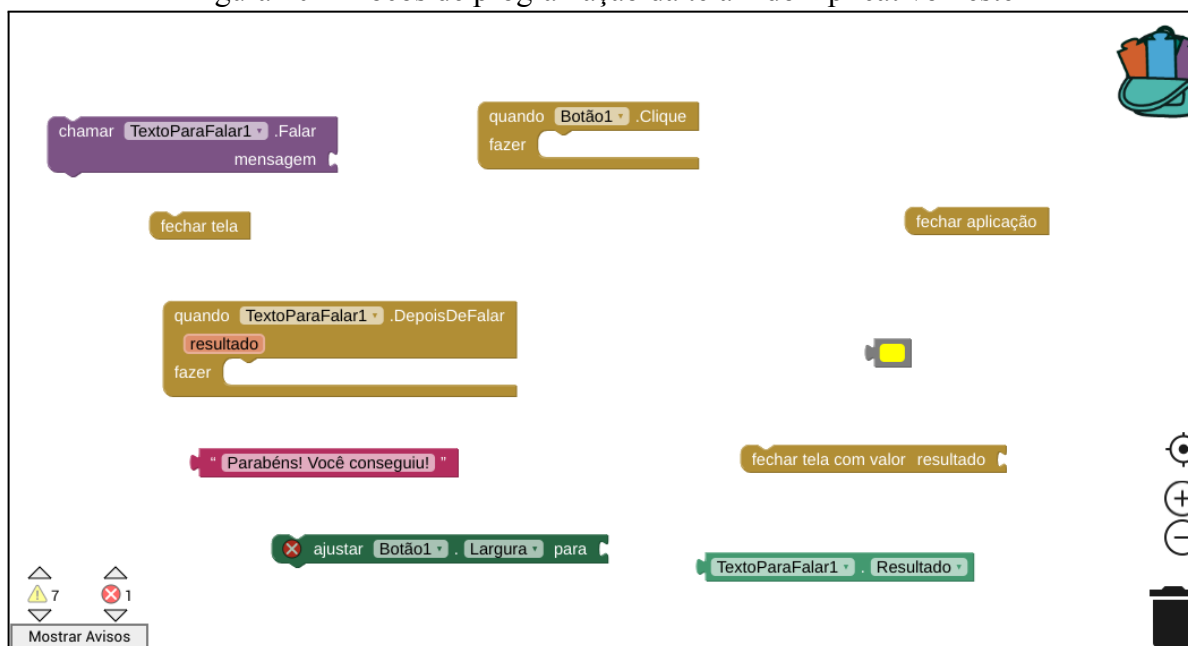 chamar TextoParaFalar1 .Falar
mensagem
quando Botão1 .Clique
fazer
fechar tela
fechar aplicação
quando TextoParaFalar1 .DepoisDeFalar
resultado
fazer
“ Parabéns! Você conseguiu! ”
fechar tela com valor resultado
ajustar Botão1 . Largura para
TextoParaFalar1 . Resultado
7 1
Mostrar Avisos